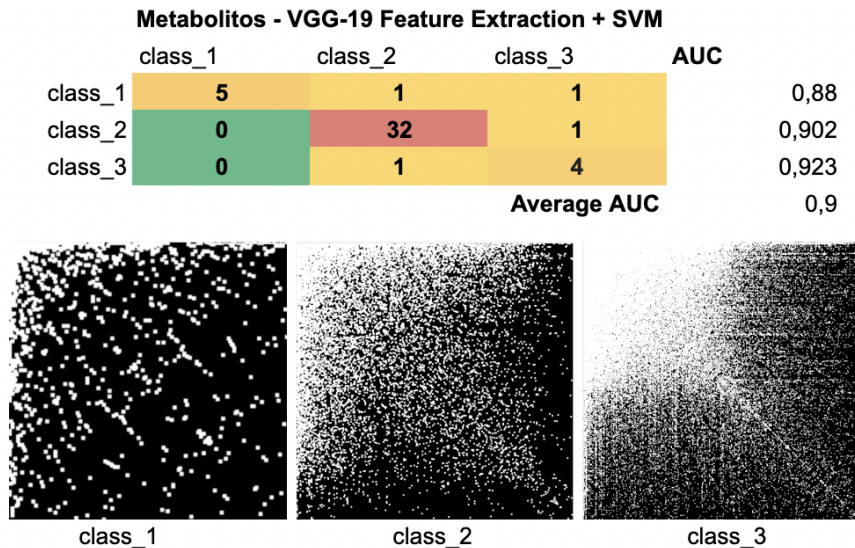 Metabolitos - VGG-19 Feature Extraction + SVM
class_1 class_2 class_3 AUC
class_1 5 1 1 0,88
class_2 0 32 1 0,902
class_3 0 1 4 0,923
Average AUC 0,9
class_1 class_2 class_3